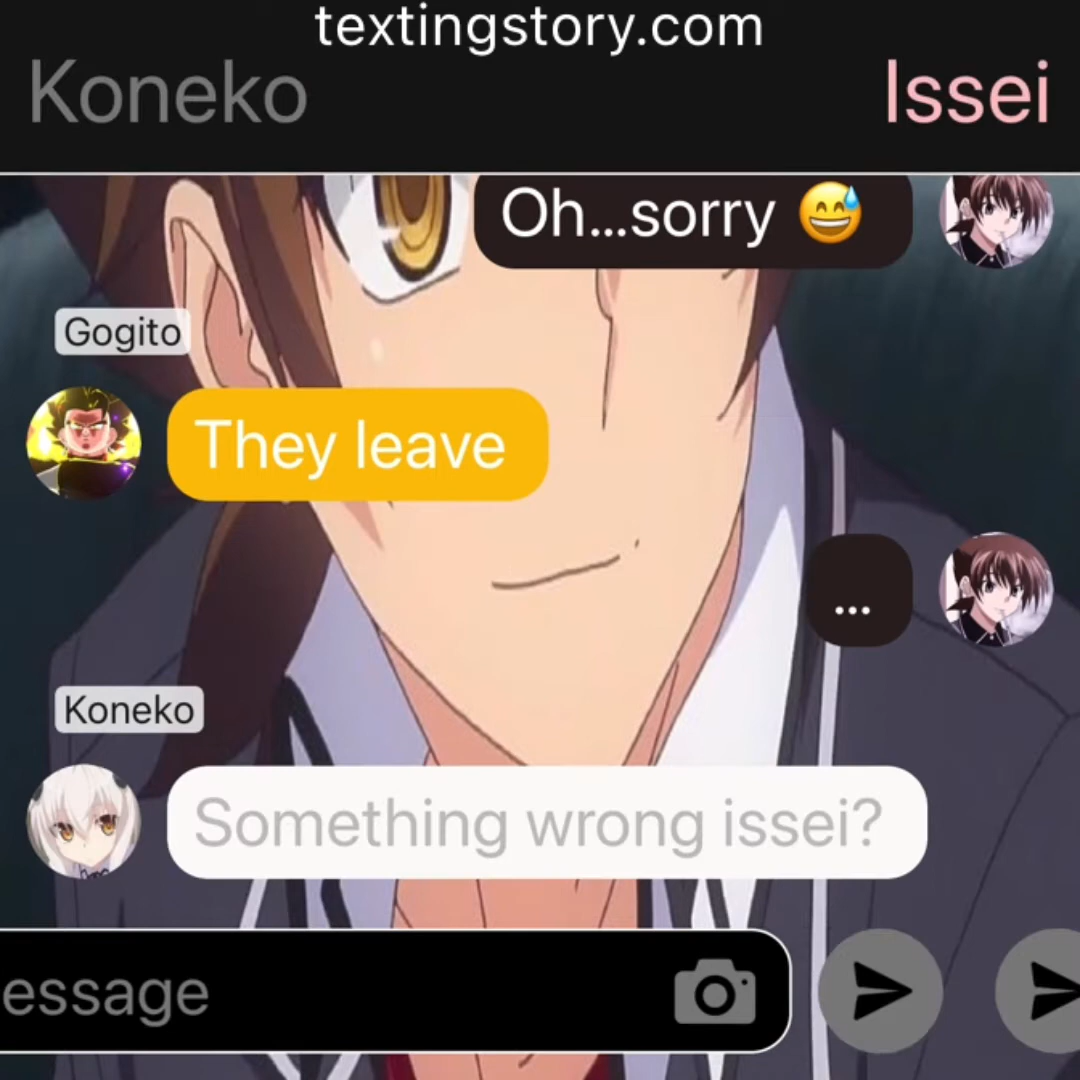 textingstory.com
Koneko
Issei
Oh...sorry 😅
Gogito
They leave
...
Koneko
Something wrong issei?
essage